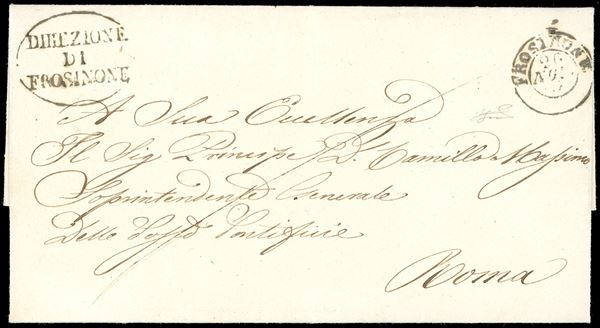 DIREZIONE
DI
FROSINONE
FROSINONE
26
NOV
A Sua Eccellenza
Il Sig Principe D. Camillo Massimo
Soprintendente Generale
Delle Poste Pontificie
Roma